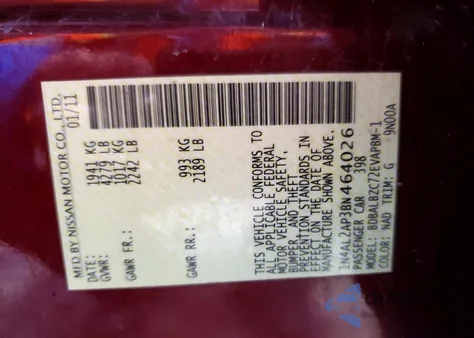 MFD BY NISSAN MOTOR CO.,LTD.
DATE: 01/11
GVWR: 1941 KG
4279 LB
GAWR FR.: 1017 KG
2242 LB
GAWR RR.: 993 KG
2189 LB
THIS VEHICLE CONFORMS TO
ALL APPLICABLE FEDERAL
MOTOR VEHICLE SAFETY,
BUMPER, AND THEFT
PREVENTION STANDARDS IN
EFFECT ON THE DATE OF
MANUFACTURE SHOWN ABOVE.
1N4AL2AP3BN464026
PASSENGER CAR 398
MODEL: BDBALB2C72EVAPBM-1
COLOR: NAD TRIM: G 9N00A